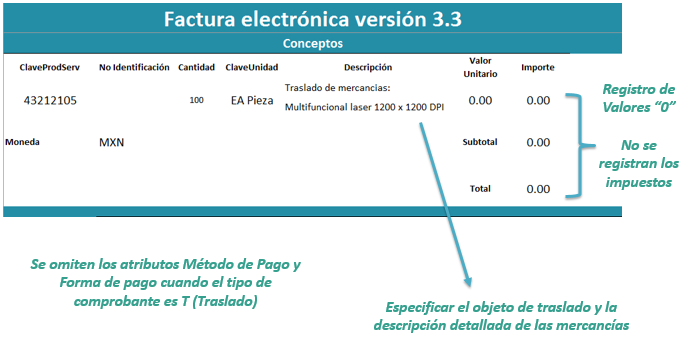 Factura electrónica versión 3.3
Conceptos
ClaveProdServ No Identificación Cantidad ClaveUnidad Descripción Valor Unitario Importe
43212105 100 EA Pieza Traslado de mercancias: 0.00 0.00
Multifuncional laser 1200 x 1200 DPI
Moneda MXN Subtotal 0.00
Total 0.00
Registro de
Valores “0”
No se
registran los
impuestos
Se omiten los atributos Método de Pago y
Forma de pago cuando el tipo de
comprobante es T (Traslado)
Especificar el objeto de traslado y la
descripción detallada de las mercancías